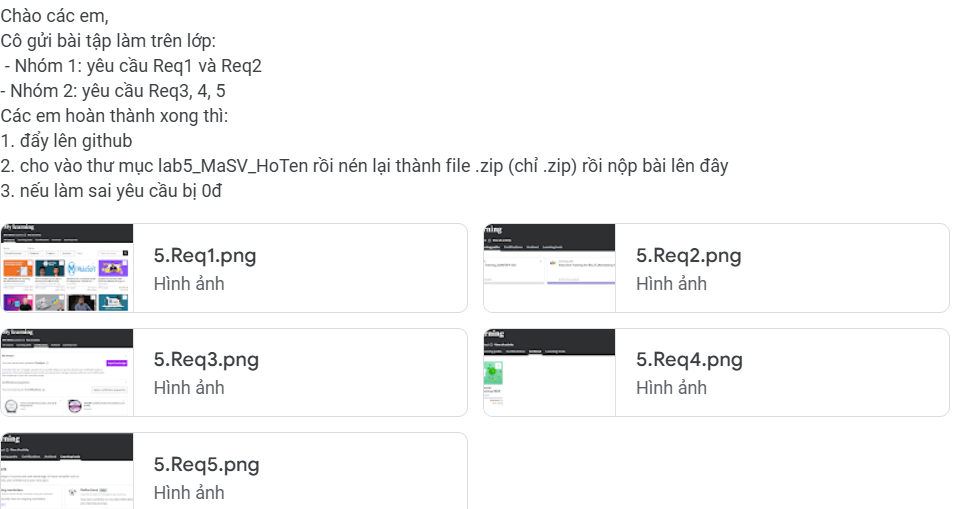 Chào các em,
Cô gửi bài tập làm trên lớp:
- Nhóm 1: yêu cầu Req1 và Req2
- Nhóm 2: yêu cầu Req3, 4, 5
Các em hoàn thành xong thì:
1. đẩy lên github
2. cho vào thư mục lab5_MaSV_HoTen rồi nén lại thành file .zip (chỉ .zip) rồi nộp bài lên đây
3. nếu làm sai yêu cầu bị 0đ
My learning
5.Req1.png
Hình ảnh
5.Req2.png
Hình ảnh
5.Req3.png
Hình ảnh
5.Req4.png
Hình ảnh
5.Req5.png
Hình ảnh